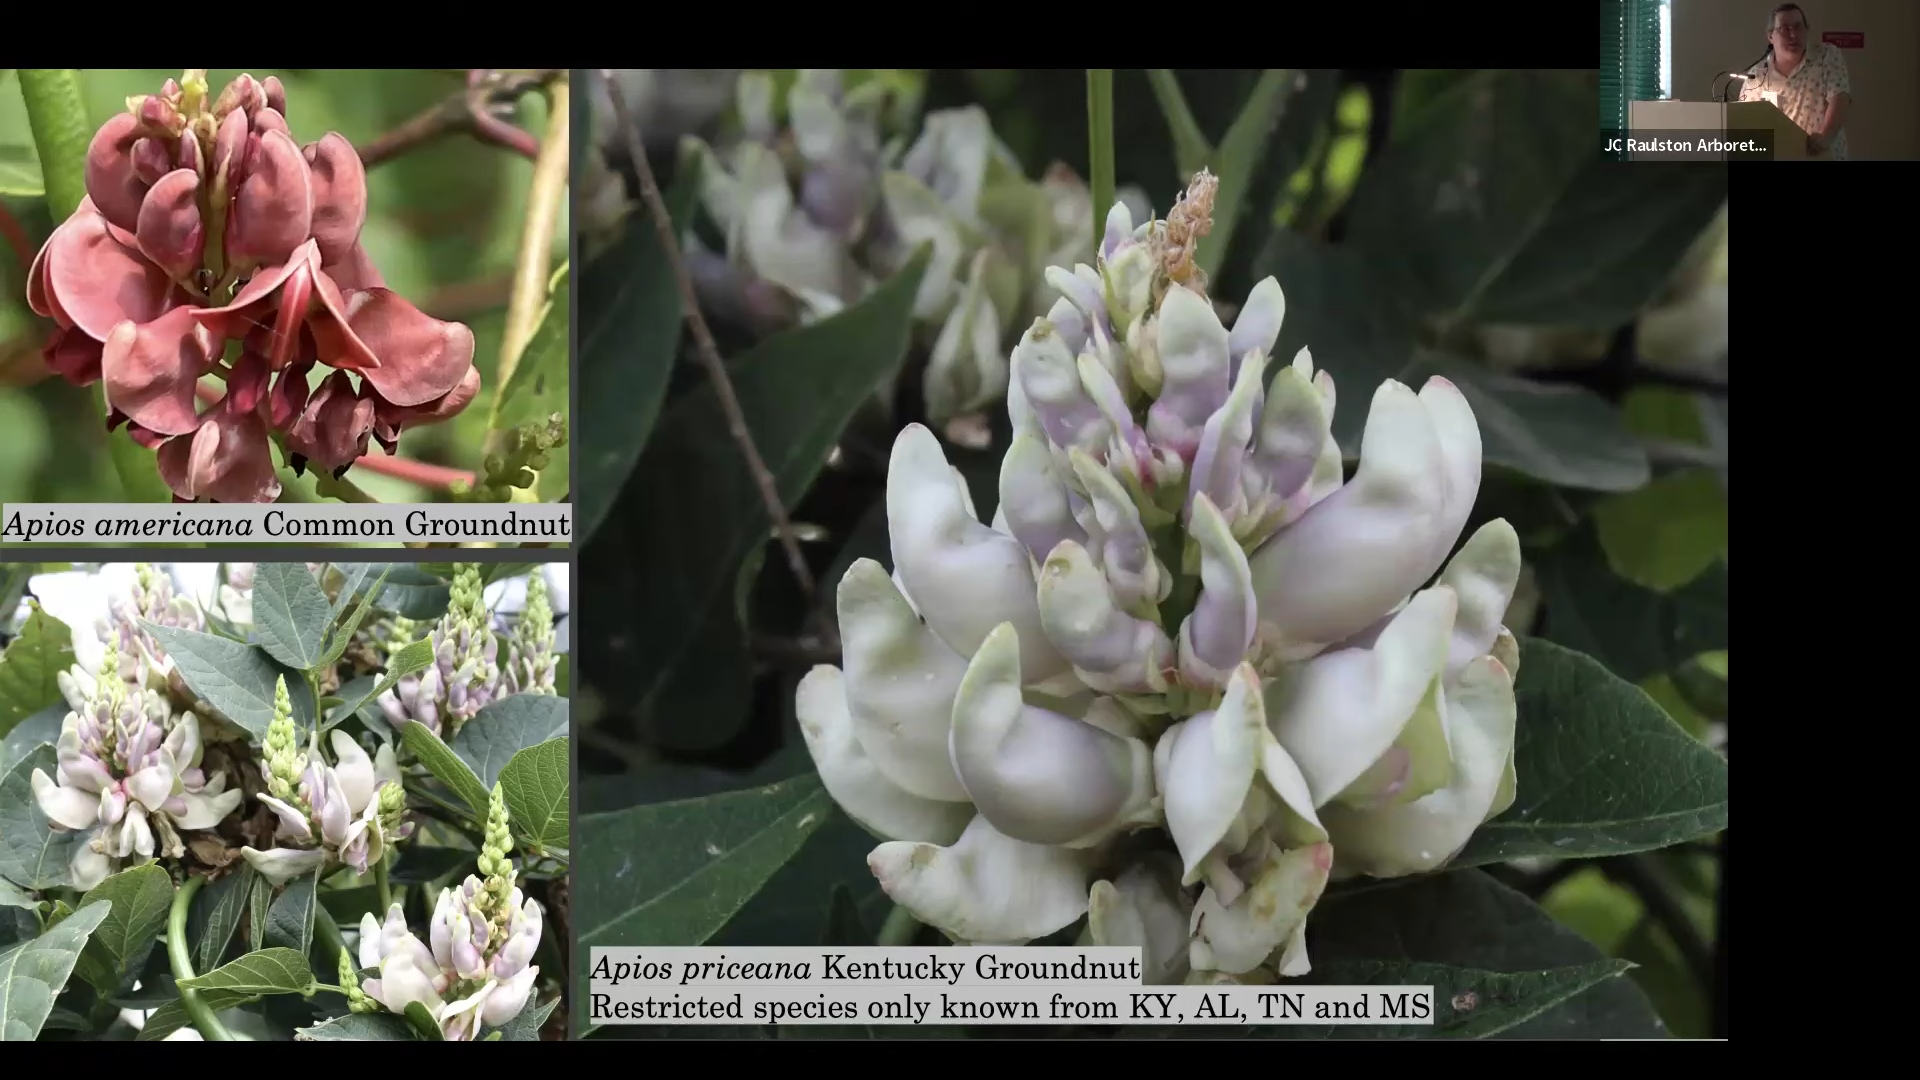 JC Raulston Arboret...
Apios americana Common Groundnut
Apios priceana Kentucky Groundnut
Restricted species only known from KY, AL, TN and MS